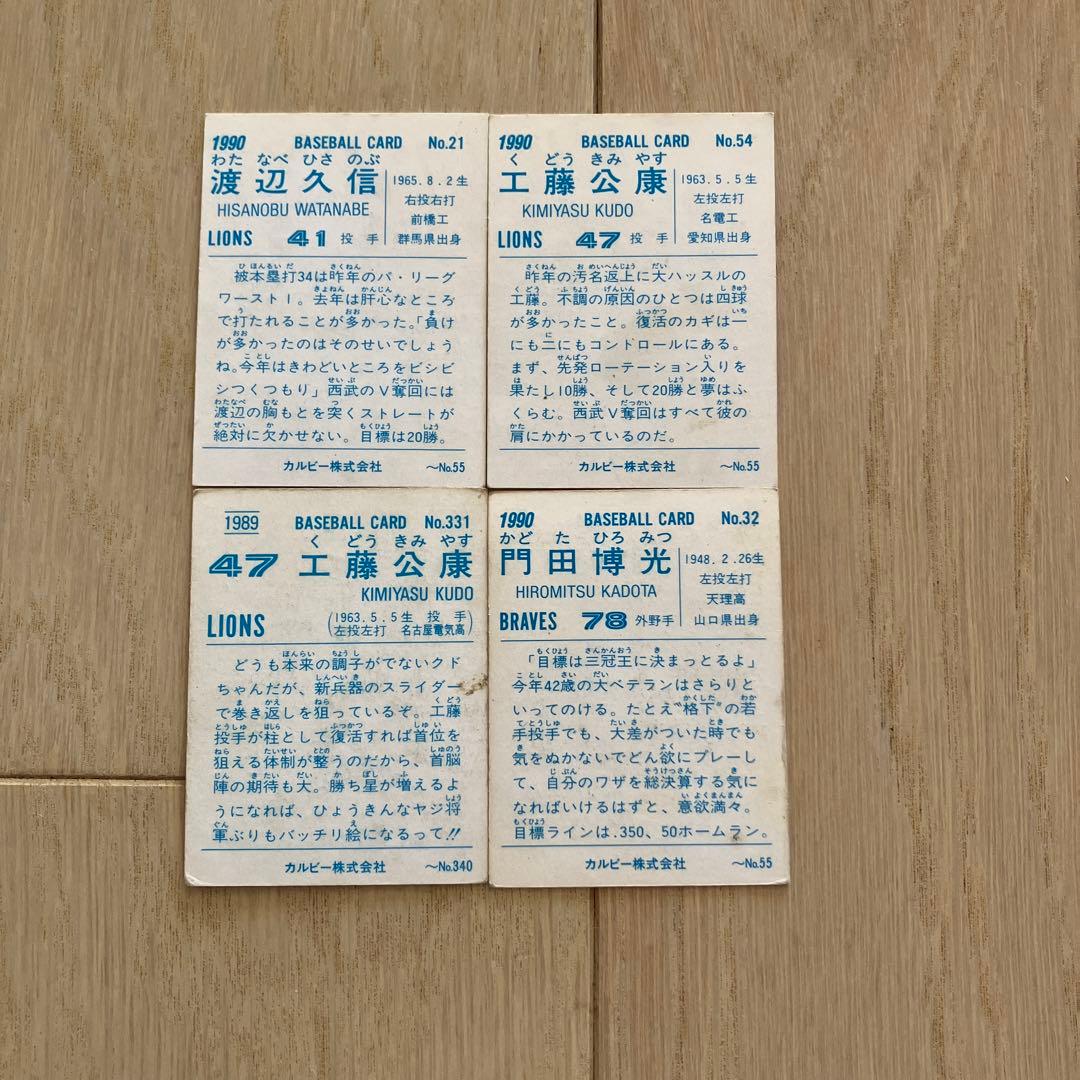 1990 BASEBALL CARD No.21
わた なべ ひさ のぶ
渡辺久信
HISANOBU WATANABE
1965.8.2生
右投右打
前橋工
群馬県出身
LIONS 41 投手
被本塁打34は昨年のパ・リーグ
ワースト1。去年は肝心なところ
で打たれることが多かった。「負け
が多かったのはそのせいでしょう
ね。今年はきわどいところをビシビ
シつくつもり」西武のV奪回には
渡辺の胸もとを突くストレートが
絶対に欠かせない。目標は20勝。
カルビー株式会社 〜No.55
1990 BASEBALL CARD No.54
く どう きみ やす
工藤公康
KIMIYASU KUDO
1963.5.5生
左投左打
名電工
愛知県出身
LIONS 47 投手
昨年の汚名返上に大ハッスルの
工藤。不調の原因のひとつは四球
が多かったこと。復活のカギは一
にも二にもコントロールにある。
まず、先発ローテーション入りを
果たし10勝、そして20勝と夢はふ
くらむ。西武V奪回はすべて彼の
肩にかかっているのだ。
カルビー株式会社 〜No.55
1989 BASEBALL CARD No.331
く どう きみ やす
47 工藤公康
KIMIYASU KUDO
LIONS
(1963.5.5生 投手
左投左打 名古屋電気高)
どうも本来の調子がでないクド
ちゃんだが、新兵器のスライダー
で巻き返しを狙っているぞ。工藤
投手が柱として復活すれば首位を
狙える体制が整うのだから、首脳
陣の期待も大。勝ち星が増えるよ
うになれば、ひょうきんなヤジ将
軍ぶりもバッチリ絵になるって!!
カルビー株式会社 〜No.340
1990 BASEBALL CARD No.32
かど た ひろ みつ
門田博光
HIROMITSU KADOTA
1948.2.26生
左投左打
天理高
山口県出身
BRAVES 78 外野手
「目標は三冠王に決まっとるよ」
今年42歳の大ベテランはさらりと
いってのける。たとえ〝格下〟の若
手投手でも、大差がついた時でも
気をぬかないでどん欲にプレーし
て、自分のワザを総決算する気に
なればいけるはずと、意欲満々。
目標ラインは.350、50ホームラン。
カルビー株式会社 〜No.55